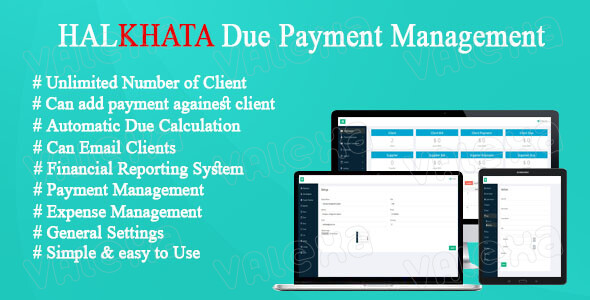 HALKHATA Due Payment Management
# Unlimited Number of Client
# Can add payment againest client
# Automatic Due Calculation
# Can Email Clients
# Financial Reporting System
# Payment Management
# Expense Management
# General Settings
# Simple & easy to Use